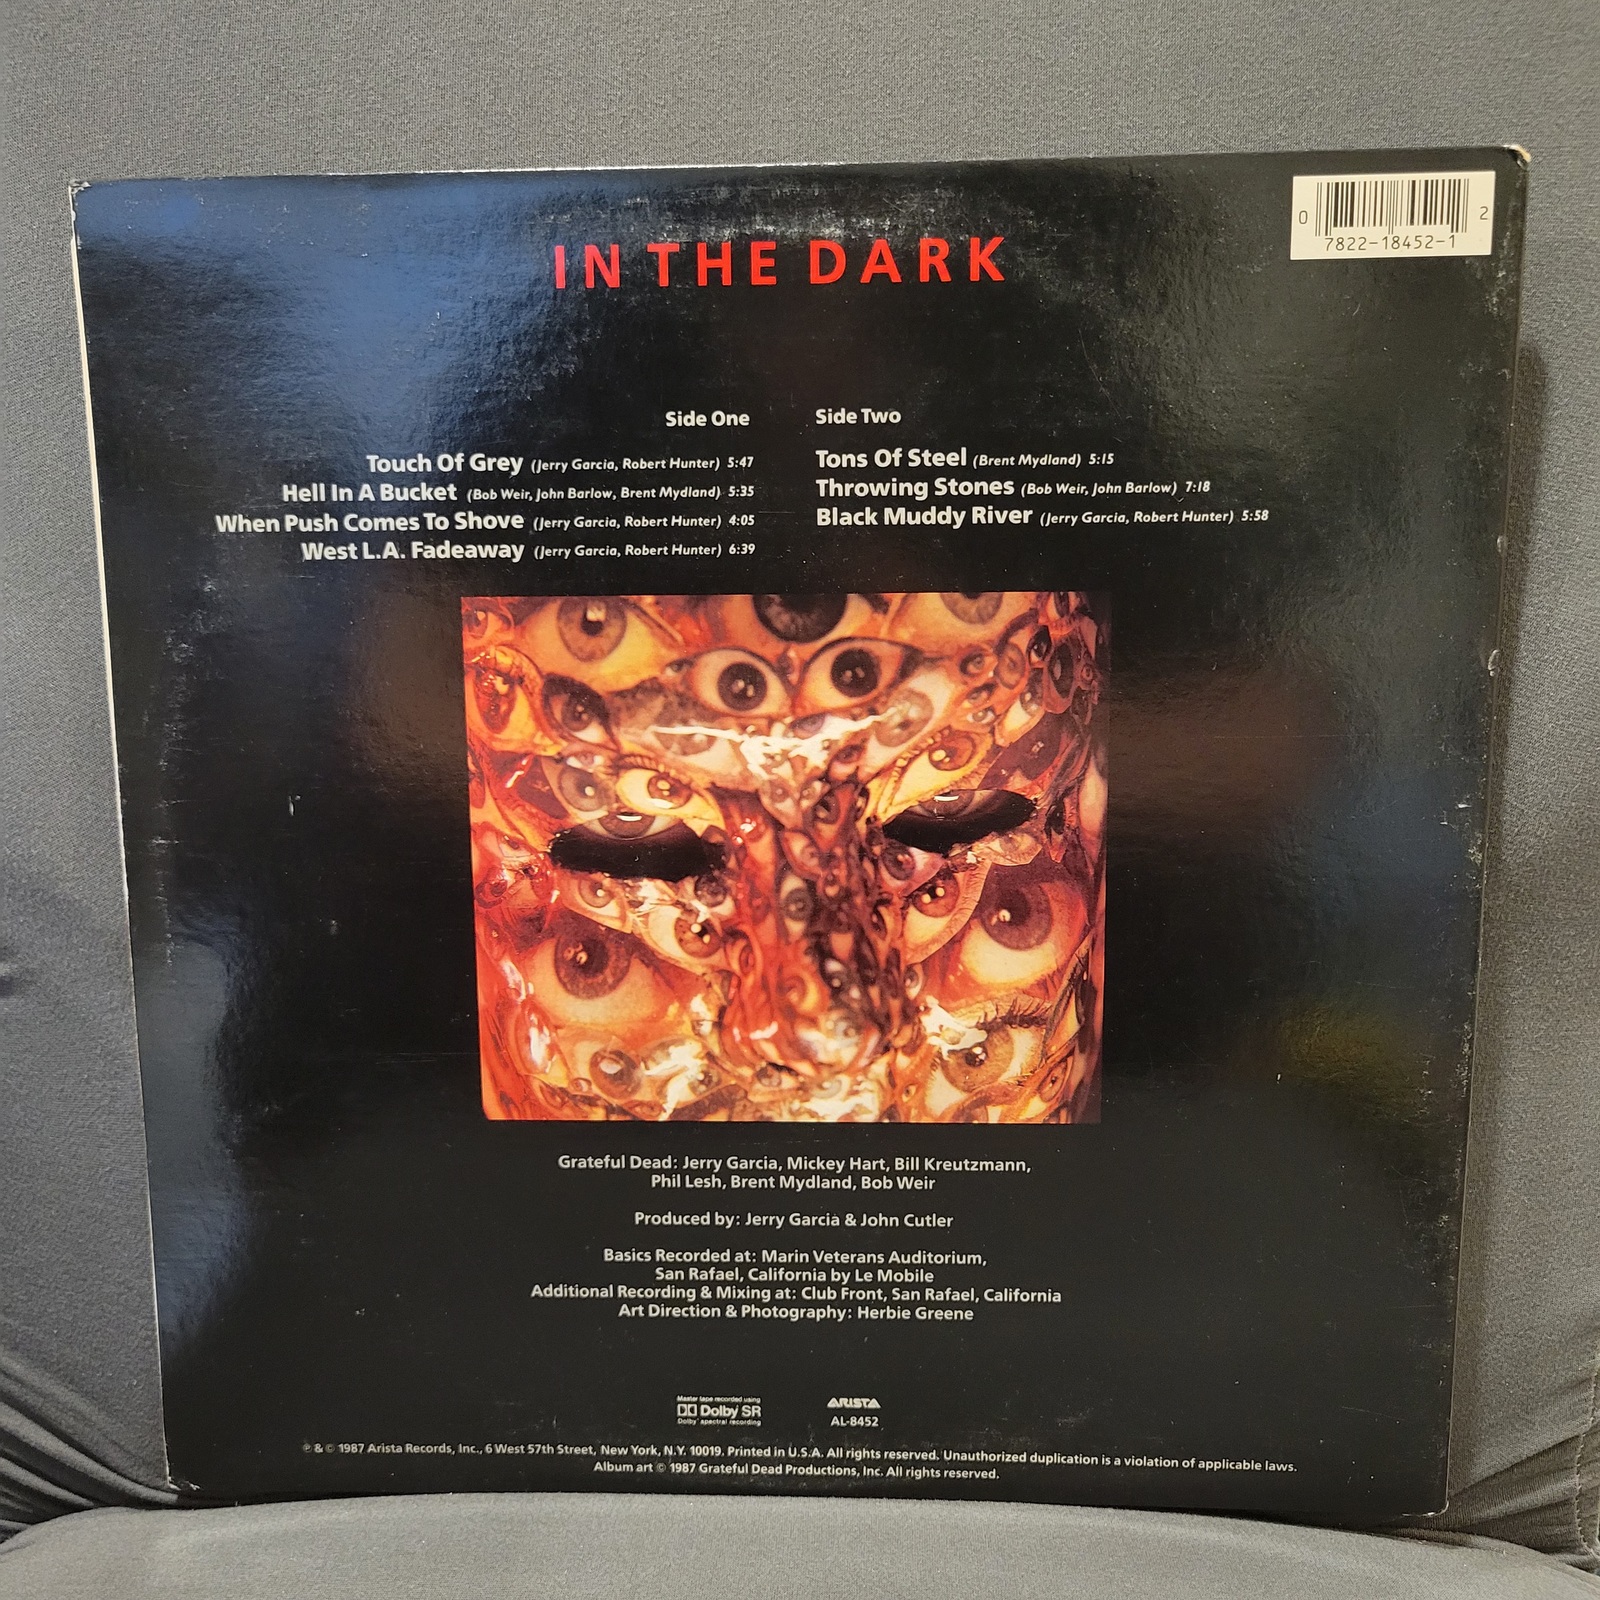 0 7822-18452-1 2
IN THE DARK
Side One
Touch Of Grey (Jerry Garcia, Robert Hunter) 5:47
Hell In A Bucket (Bob Weir, John Barlow, Brent Mydland) 5:35
When Push Comes To Shove (Jerry Garcia, Robert Hunter) 4:05
West L.A. Fadeaway (Jerry Garcia, Robert Hunter) 6:39
Side Two
Tons Of Steel (Brent Mydland) 5:15
Throwing Stones (Bob Weir, John Barlow) 7:18
Black Muddy River (Jerry Garcia, Robert Hunter) 5:58
Grateful Dead: Jerry Garcia, Mickey Hart, Bill Kreutzmann,
Phil Lesh, Brent Mydland, Bob Weir
Produced by: Jerry Garcia & John Cutler
Basics Recorded at: Marin Veterans Auditorium,
San Rafael, California by Le Mobile
Additional Recording & Mixing at: Club Front, San Rafael, California
Art Direction & Photography: Herbie Greene
Master tape recorded using
Dolby SR
Dolby spectral recording
ARISTA
AL-8452
℗ & © 1987 Arista Records, Inc., 6 West 57th Street, New York, N.Y. 10019. Printed in U.S.A. All rights reserved. Unauthorized duplication is a violation of applicable laws.
Album art © 1987 Grateful Dead Productions, Inc. All rights reserved.